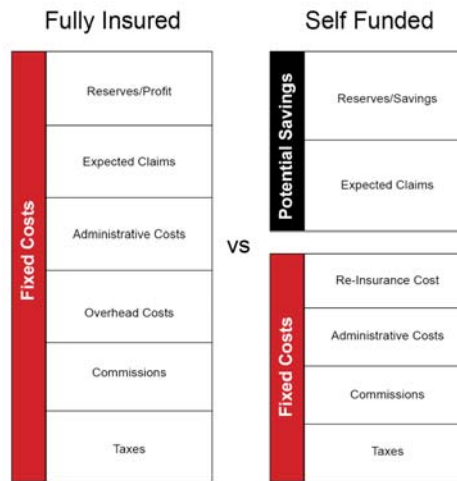 Fully Insured
Fixed Costs
Reserves/Profit
Expected Claims
Administrative Costs
Overhead Costs
Commissions
Taxes
vs
Self Funded
Potential Savings
Reserves/Savings
Expected Claims
Fixed Costs
Re-Insurance Cost
Administrative Costs
Commissions
Taxes